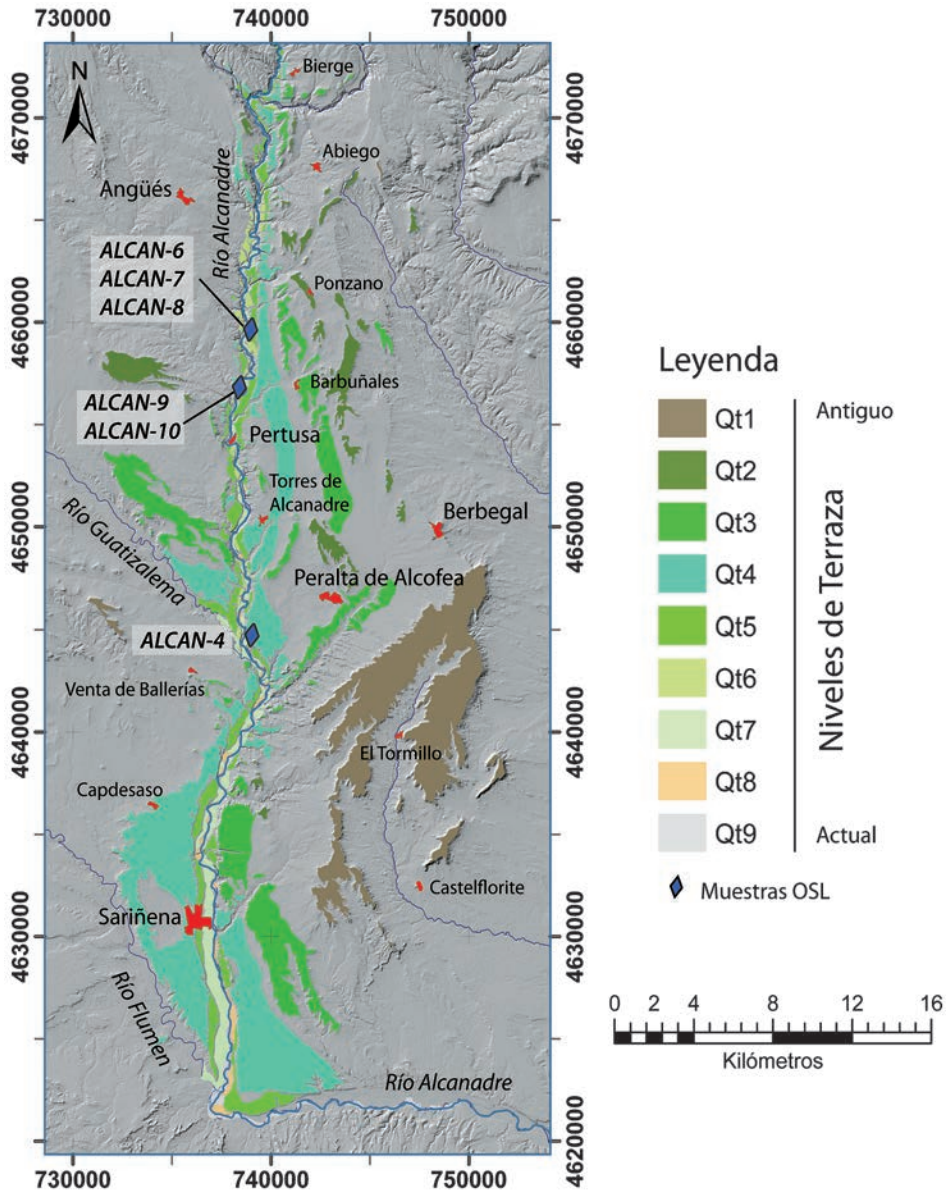 730000
740000
750000
N
Bierge
4670000
4670000
Río Alcanadre
Abiego
Angüés
ALCAN-6
ALCAN-7
ALCAN-8
Ponzano
4660000
4660000
Barbuñales
ALCAN-9
ALCAN-10
Pertusa
Torres de
Alcanadre
Berbegal
4650000
4650000
Río Guatizalema
Peralta de Alcofea
ALCAN-4
Venta de Ballerías
4640000
4640000
El Tormillo
Capdesaso
Castelflorite
Sariñena
4630000
4630000
Río Flumen
Río Alcanadre
4620000
4620000
730000
740000
750000
Leyenda
Qt1
Qt2
Qt3
Qt4
Qt5
Qt6
Qt7
Qt8
Qt9
Antiguo
Niveles de Terraza
Actual
Muestras OSL
0 2 4 8 12 16
Kilómetros